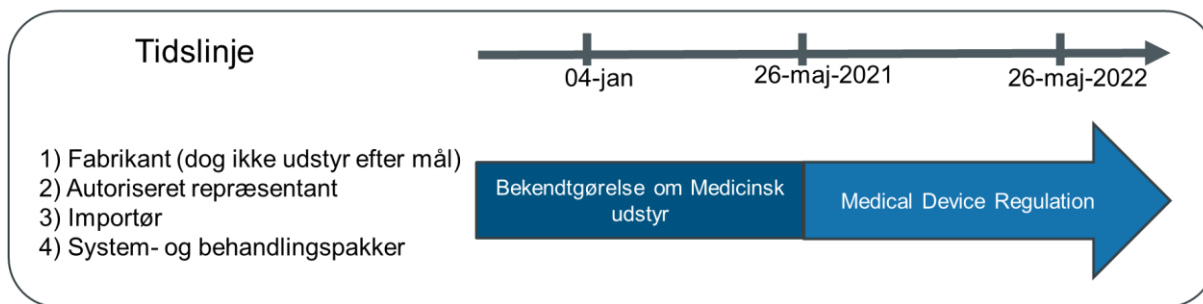 Tidslinje
04-jan
26-maj-2021
26-maj-2022
1) Fabrikant (dog ikke udstyr efter mål)
2) Autoriseret repræsentant
3) Importør
4) System- og behandlingspakker
Bekendtgørelse om Medicinsk
udstyr
Medical Device Regulation